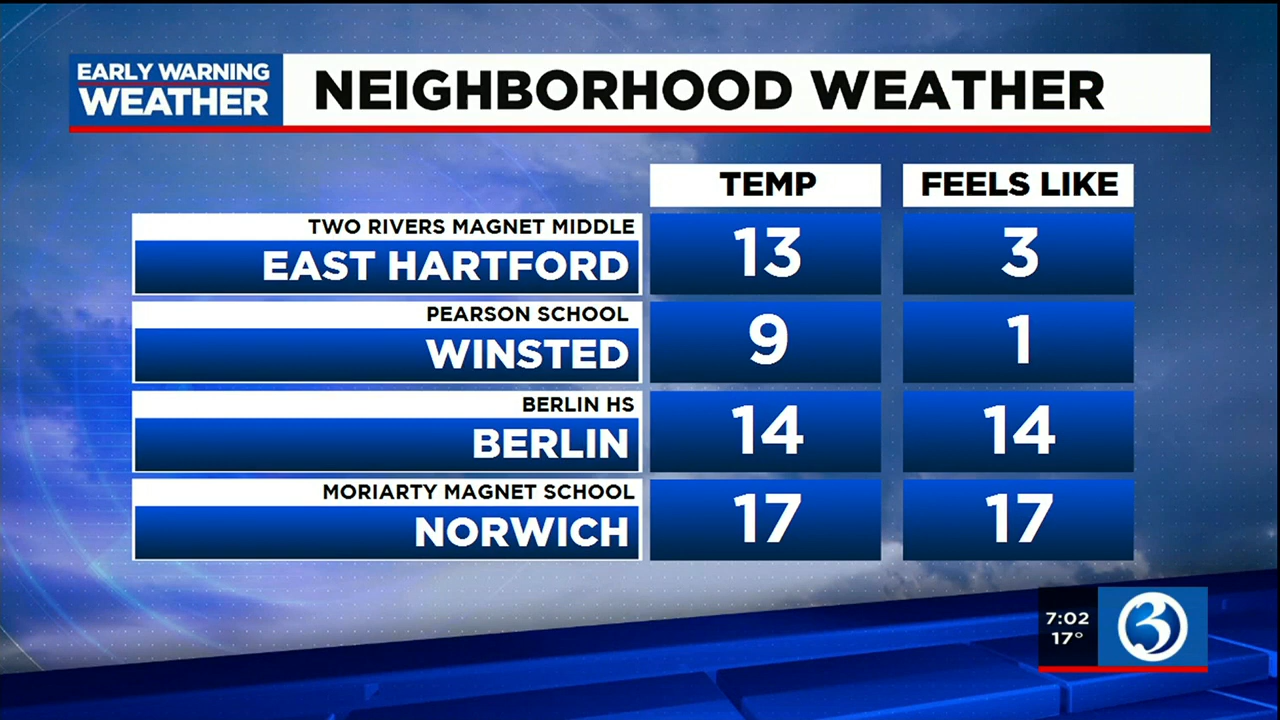 EARLY WARNING
WEATHER
NEIGHBORHOOD WEATHER
TEMP FEELS LIKE
TWO RIVERS MAGNET MIDDLE
EAST HARTFORD 13 3
PEARSON SCHOOL
WINSTED 9 1
BERLIN HS
BERLIN 14 14
MORIARTY MAGNET SCHOOL
NORWICH 17 17
7:02
17°
3